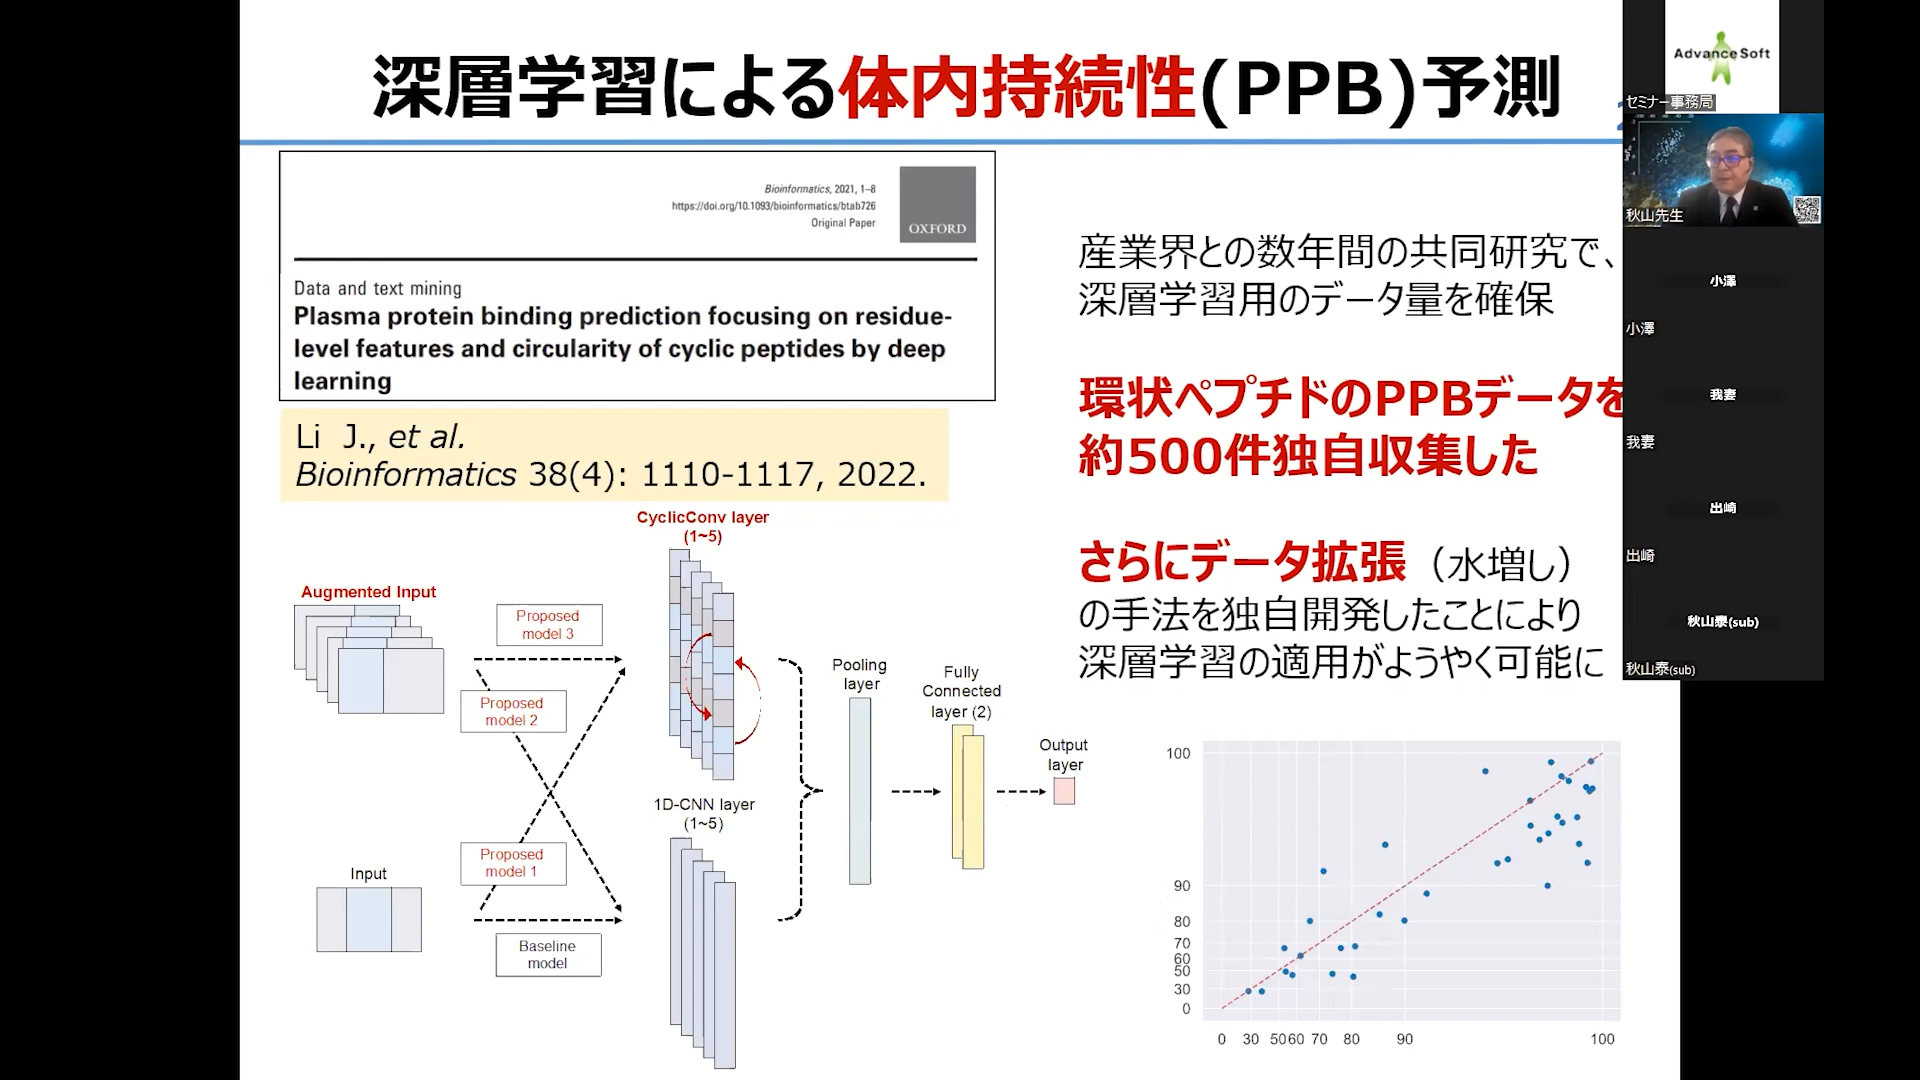 深層学習による体内持続性(PPB)予測
Bioinformatics, 2021, 1–8
https://doi.org/10.1093/bioinformatics/btab726
Original Paper
OXFORD
Data and text mining
Plasma protein binding prediction focusing on residue-
level features and circularity of cyclic peptides by deep
learning
Li J., et al.
Bioinformatics 38(4): 1110-1117, 2022.
産業界との数年間の共同研究で、
深層学習用のデータ量を確保
環状ペプチドのPPBデータを
約500件独自収集した
さらにデータ拡張（水増し）
の手法を独自開発したことにより
深層学習の適用がようやく可能に
CyclicConv layer
(1~5)
Augmented Input
Proposed
model 3
Proposed
model 2
Proposed
model 1
Baseline
model
Input
1D-CNN layer
(1~5)
Pooling
layer
Fully
Connected
layer (2)
Output
layer
100
90
80
70
60
50
30
0
0 30 50 60 70 80 90 100
AdvanceSoft
セミナー事務局
秋山先生
小澤
小澤
我妻
我妻
出崎
出崎
秋山泰(sub)
秋山泰(sub)